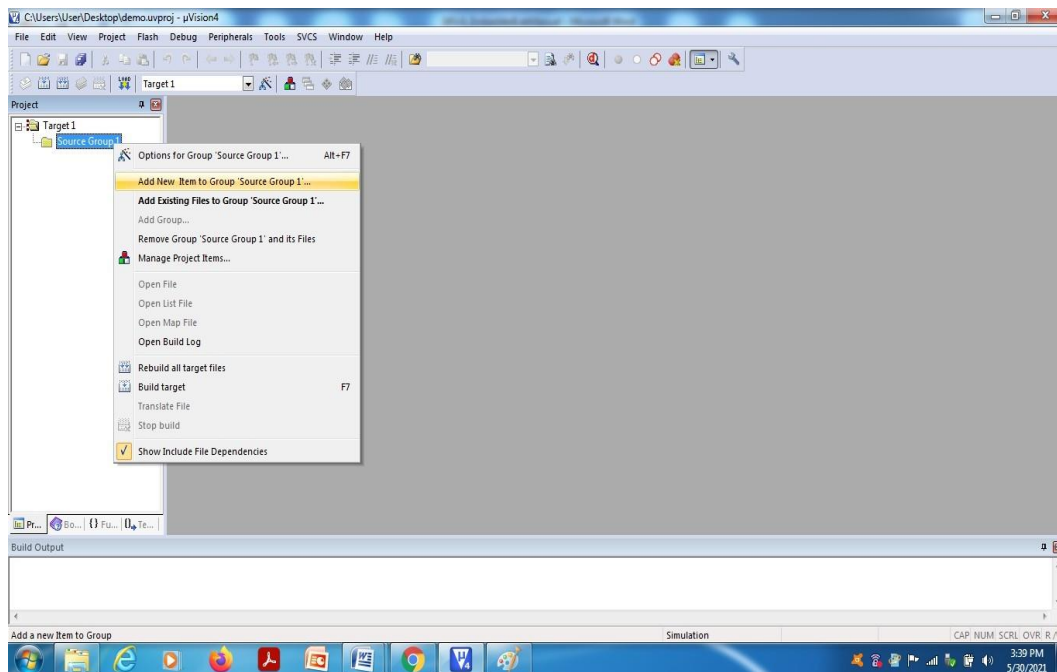 C:\Users\User\Desktop\demo.uvproj - µVision4
File Edit View Project Flash Debug Peripherals Tools SVCS Window Help
LOAD Target 1
Project
Target 1
Source Group 1
Options for Group 'Source Group 1'... Alt+F7
Add New Item to Group 'Source Group 1'...
Add Existing Files to Group 'Source Group 1'...
Add Group...
Remove Group 'Source Group 1' and its Files
Manage Project Items...
Open File
Open List File
Open Map File
Open Build Log
Rebuild all target files
Build target F7
Translate File
Stop build
Show Include File Dependencies
Pr... Bo... {} Fu... Te...
Build Output
Add a new Item to Group Simulation CAP NUM SCRL OVR R/
3:39 PM
5/30/2021